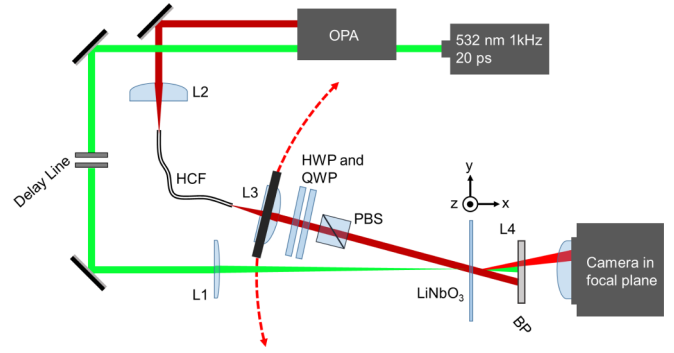 OPA
532 nm 1kHz
20 ps
L2
Delay Line
HCF
L3
HWP and
QWP
PBS
y
z
x
L4
L1
LiNbO3
BP
Camera in
focal plane